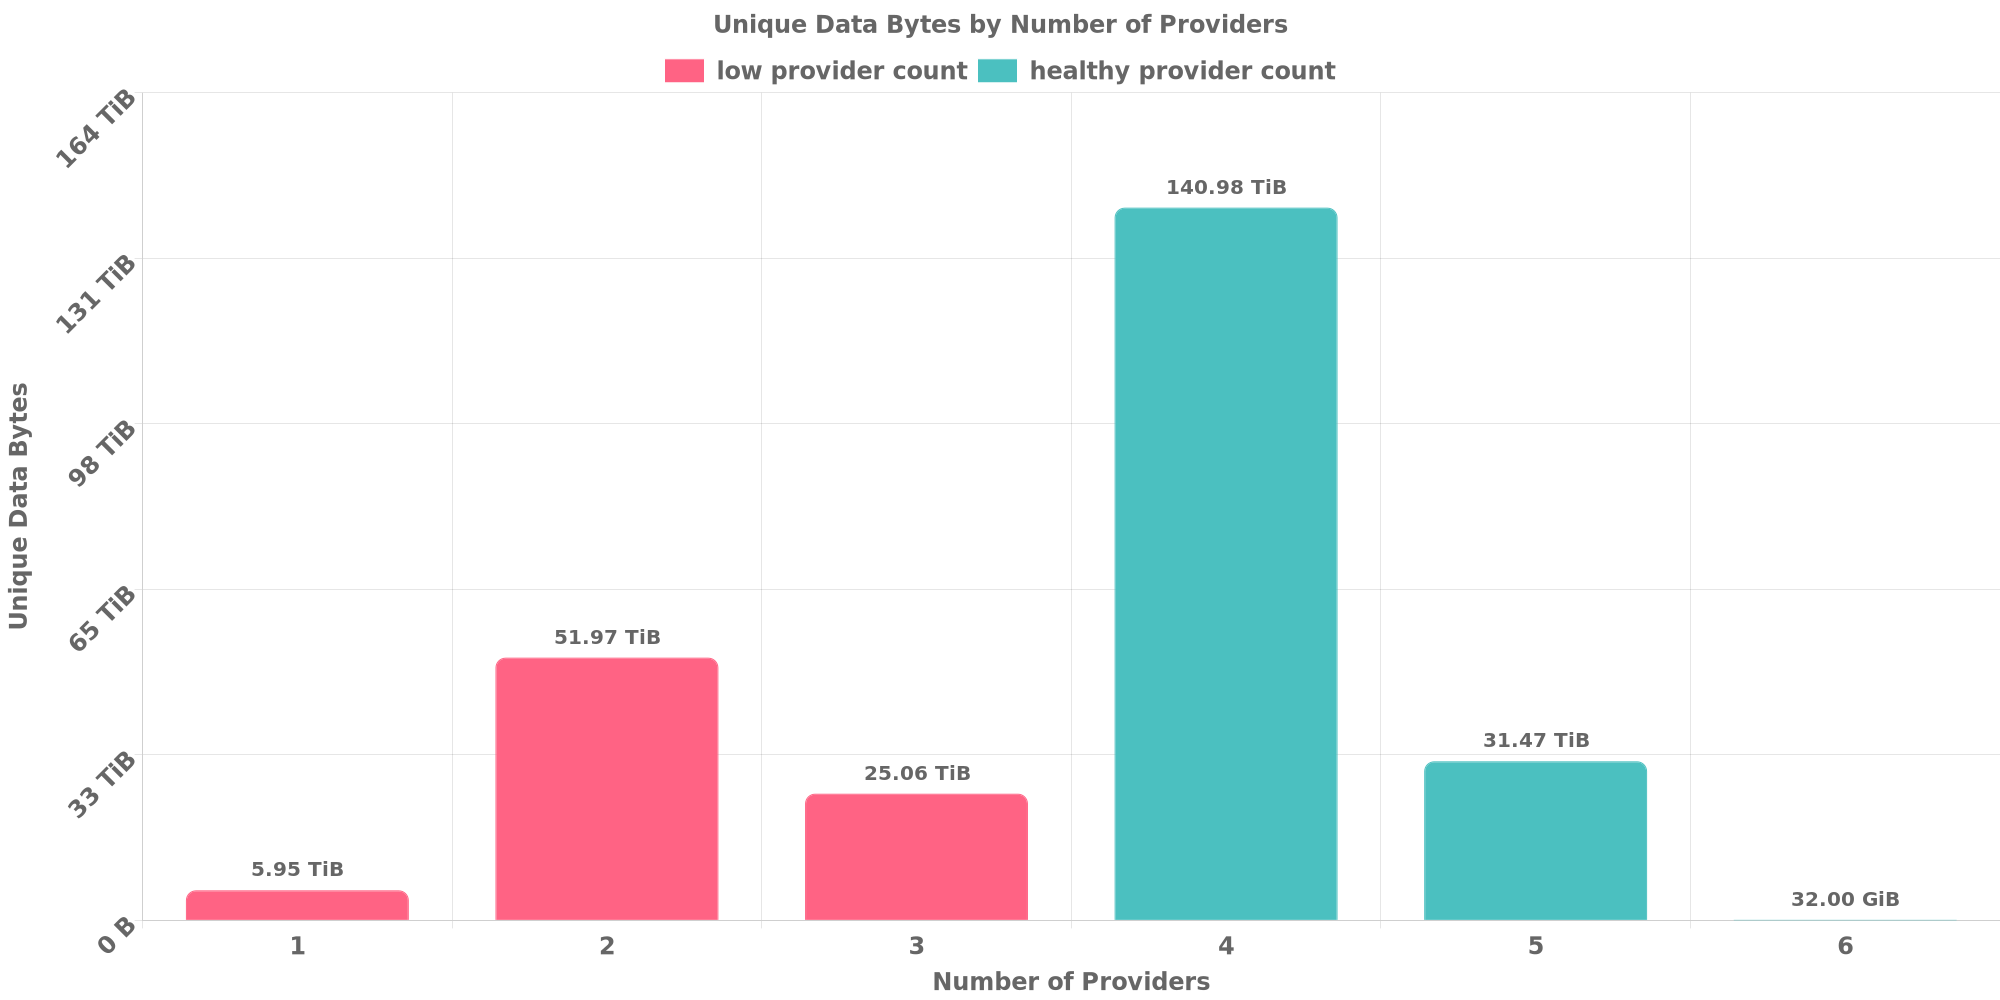 Unique Data Bytes by Number of Providers
low provider count healthy provider count
164 TiB
131 TiB
98 TiB
65 TiB
33 TiB
0 B
Unique Data Bytes
5.95 TiB
51.97 TiB
25.06 TiB
140.98 TiB
31.47 TiB
32.00 GiB
1 2 3 4 5 6
Number of Providers